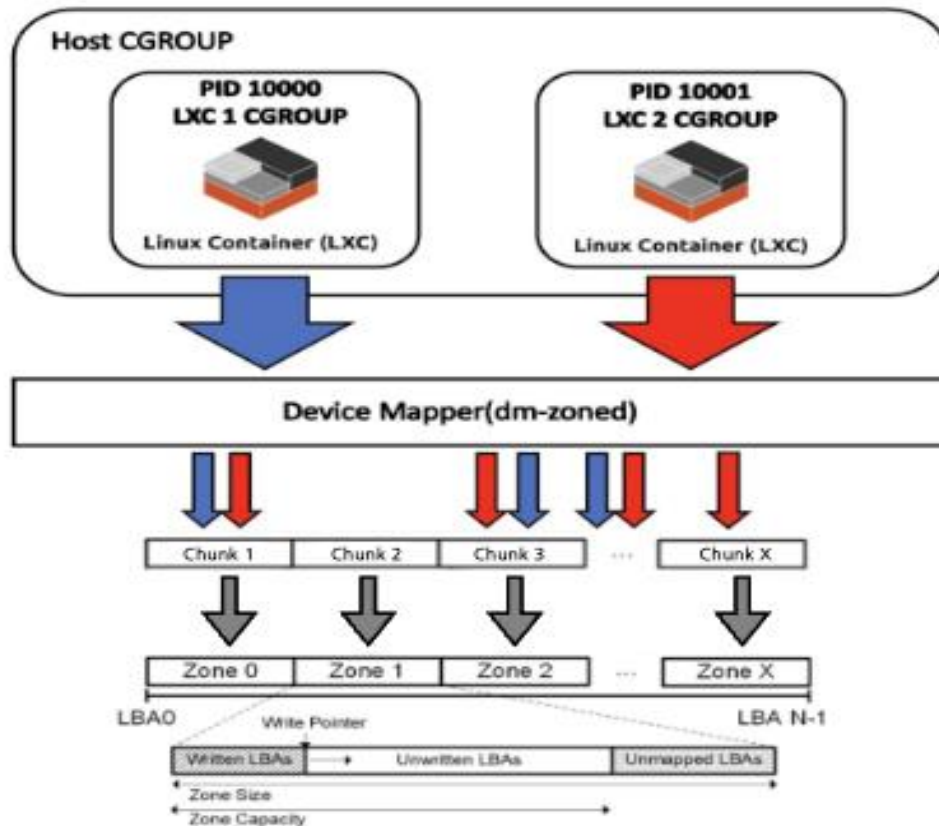 Host CGROUP
PID 10000
LXC 1 CGROUP
Linux Container (LXC)
PID 10001
LXC 2 CGROUP
Linux Container (LXC)
Device Mapper(dm-zoned)
Chunk 1
Chunk 2
Chunk 3
...
Chunk X
Zone 0
Zone 1
Zone 2
...
Zone X
LBA0
LBA N-1
Write Pointer
Written LBAs
Unwritten LBAs
Unmapped LBAs
Zone Size
Zone Capacity